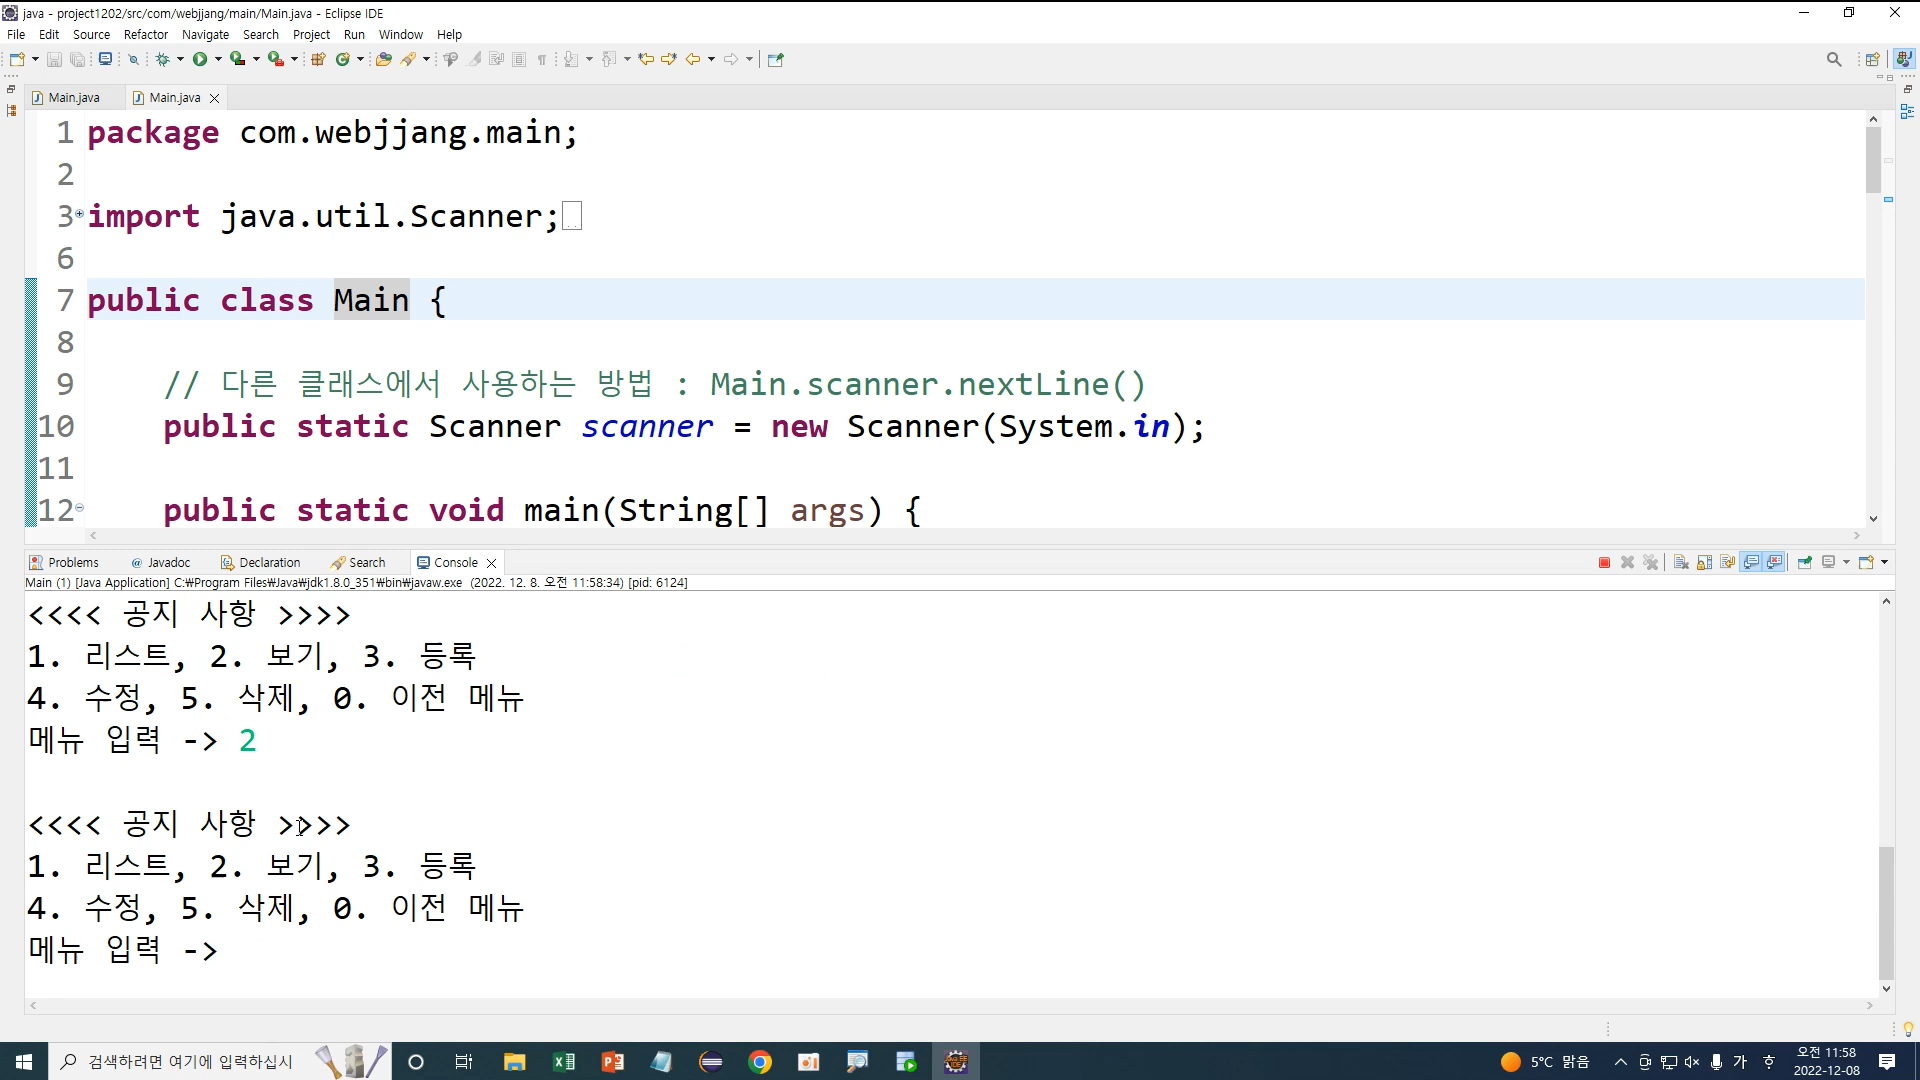 java - project1202/src/com/webjjang/main/Main.java - Eclipse IDE
File Edit Source Refactor Navigate Search Project Run Window Help
Main.java Main.java
1 package com.webjjang.main;
2
3 import java.util.Scanner;
6
7 public class Main {
8
9 // 다른 클래스에서 사용하는 방법 : Main.scanner.nextLine()
10 public static Scanner scanner = new Scanner(System.in);
11
12 public static void main(String[] args) {
Problems Javadoc Declaration Search Console
Main (1) [Java Application] C:₩Program Files₩Java₩jdk1.8.0_351₩bin₩javaw.exe (2022. 12. 8. 오전 11:58:34) [pid: 6124]
<<<< 공지 사항 >>>>
1. 리스트, 2. 보기, 3. 등록
4. 수정, 5. 삭제, 0. 이전 메뉴
메뉴 입력 -> 2
<<<< 공지 사항 >>>>
1. 리스트, 2. 보기, 3. 등록
4. 수정, 5. 삭제, 0. 이전 메뉴
메뉴 입력 ->
검색하려면 여기에 입력하십시
5°C 맑음
가
오전 11:58
2022-12-08